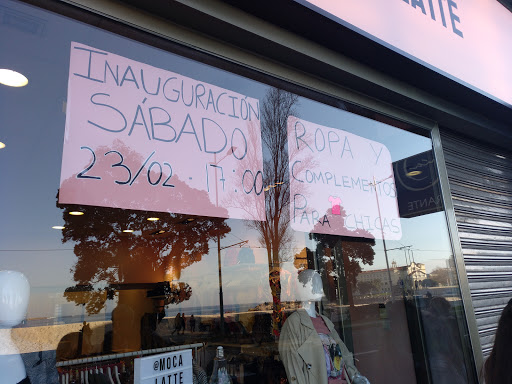 LATTE
INAUGURACIÓN
SÁBADO
23/02 - 17:00
ROPA Y
COMPLEMENTOS
PARA CHICAS
@MOCA
LATTE